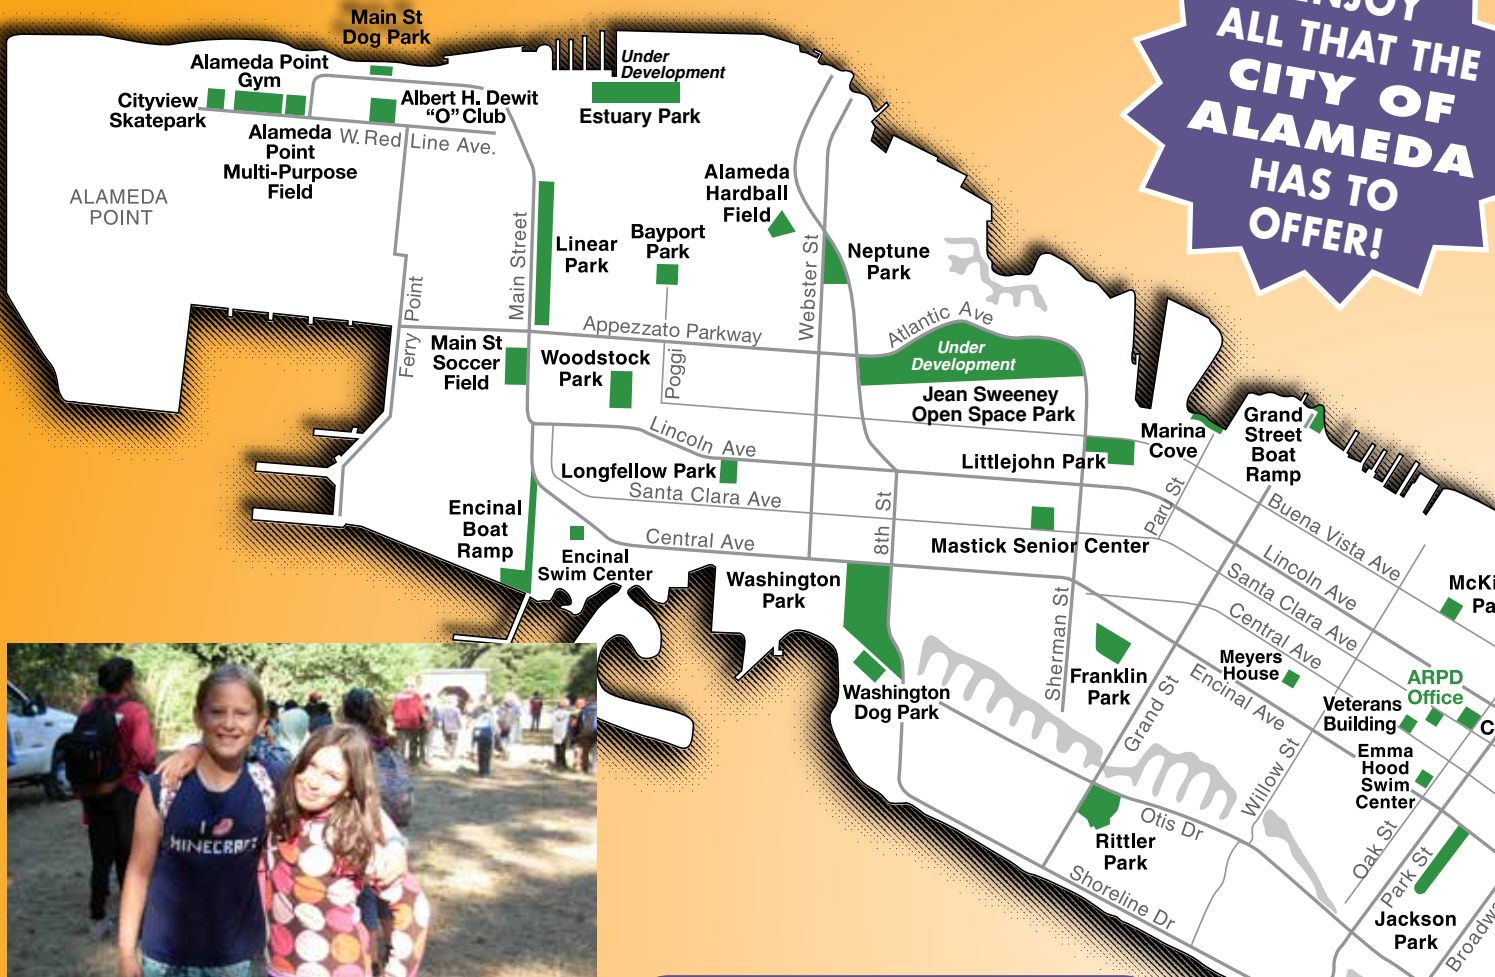 Main St
Dog Park
Alameda Point
Gym
Cityview
Skatepark
Alameda
Point
Multi-Purpose
Field
Albert H. Dewit
“O” Club
W. Red Line Ave.
ALAMEDA
POINT
Under
Development
Estuary Park
ENJOY
ALL THAT THE
CITY OF
ALAMEDA
HAS TO
OFFER!
Alameda
Hardball
Field
Linear
Park
Bayport
Park
Neptune
Park
Main Street
Webster St
Ferry Point
Appezzato Parkway
Atlantic Ave
Main St
Soccer
Field
Woodstock
Park
Poggi
Under
Development
Jean Sweeney
Open Space Park
Marina
Cove
Grand
Street
Boat
Ramp
Lincoln Ave
Longfellow Park
Littlejohn Park
Santa Clara Ave
8th St
Paru St
Buena Vista Ave
Encinal
Boat
Ramp
Central Ave
Mastick Senior Center
Encinal
Swim Center
Washington
Park
Lincoln Ave
Santa Clara Ave
Central Ave
Sherman St
Franklin
Park
Meyers
House
Encinal Ave
ARPD
Office
Veterans
Building
Washington
Dog Park
Grand St
Willow St
Emma
Hood
Swim
Center
Otis Dr
Rittler
Park
Oak St
Park St
Shoreline Dr
Jackson
Park
I
MINECRAFT